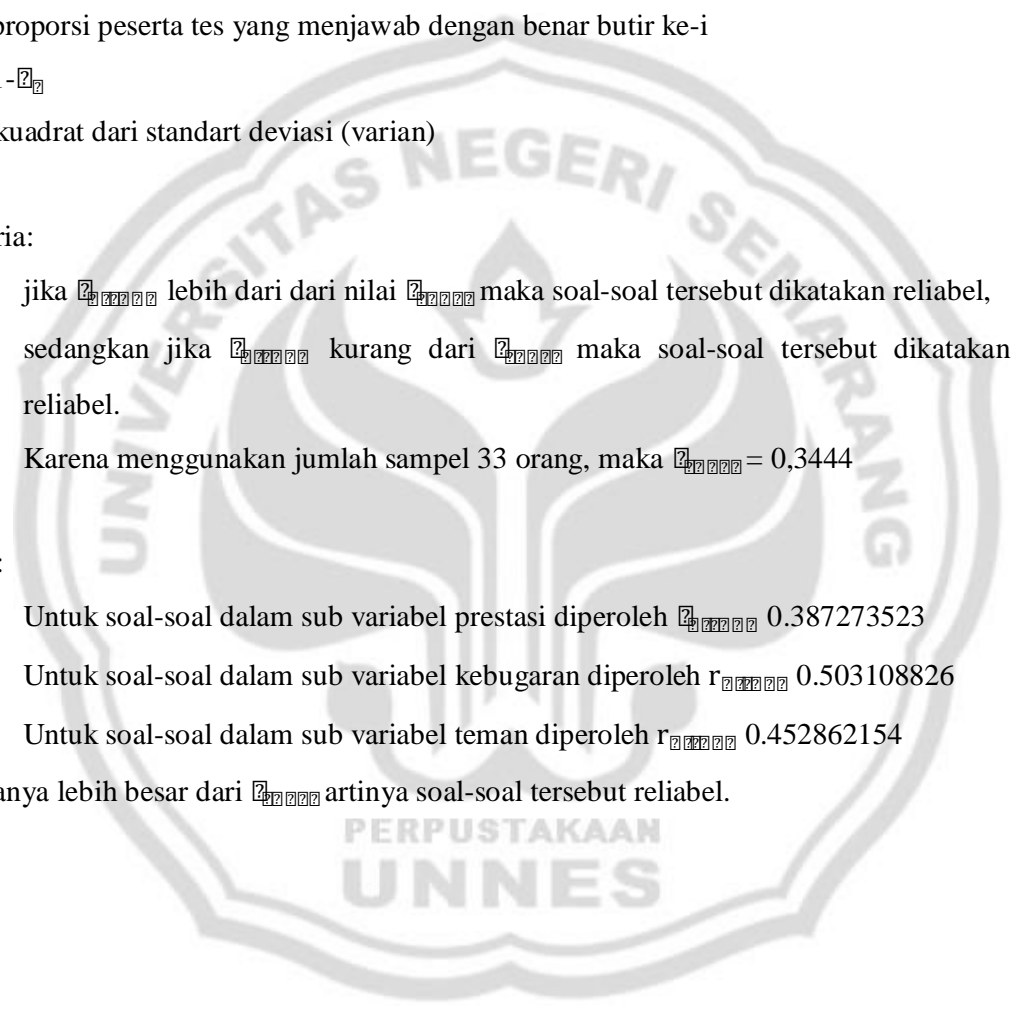 proporsi peserta tes yang menjawab dengan benar butir ke-i
-
kuadrat dari standart deviasi (varian)
ria:
jika lebih dari dari nilai maka soal-soal tersebut dikatakan reliabel,
sedangkan jika kurang dari maka soal-soal tersebut dikatakan
reliabel.
Karena menggunakan jumlah sampel 33 orang, maka = 0,3444
:
Untuk soal-soal dalam sub variabel prestasi diperoleh 0.387273523
Untuk soal-soal dalam sub variabel kebugaran diperoleh r 0.503108826
Untuk soal-soal dalam sub variabel teman diperoleh r 0.452862154
anya lebih besar dari artinya soal-soal tersebut reliabel.
UNIVERSITAS NEGERI SEMARANG
PERPUSTAKAAN
UNNES